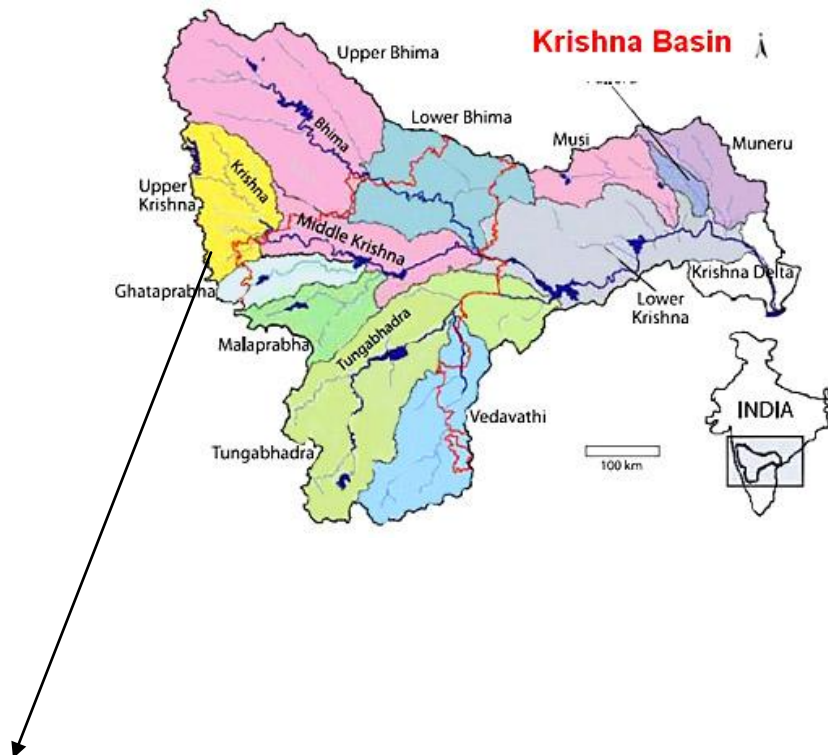 Krishna Basin
Upper Bhima
Lower Bhima
Bhima
Musi
Muneru
Upper
Krishna
Krishna
Middle Krishna
Ghataprabha
Krishna Delta
Lower
Krishna
Malaprabha
Tungabhadra
Vedavathi
Tungabhadra
INDIA
100 km